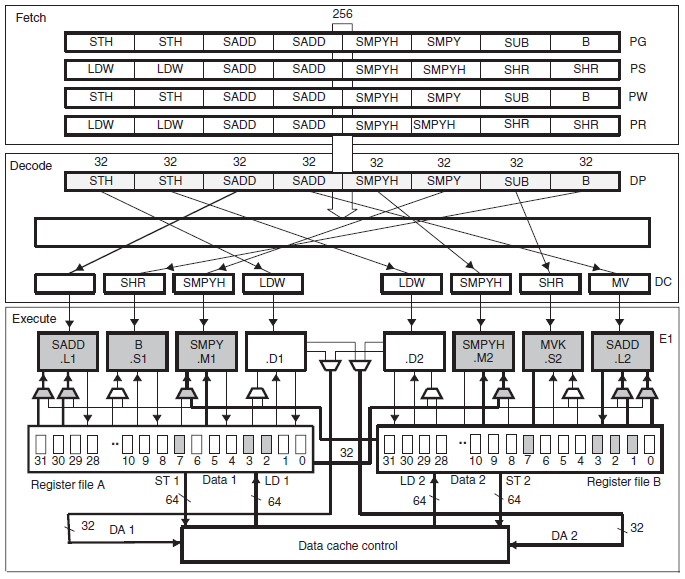 Fetch
256
STH STH SADD SADD SMPYH SMPY SUB B PG
LDW LDW SADD SADD SMPYH SMPYH SHR SHR PS
STH STH SADD SADD SMPYH SMPY SUB B PW
LDW LDW SADD SADD SMPYH SMPYH SHR SHR PR
Decode 32 32 32 32 32 32 32 32
STH STH SADD SADD SMPYH SMPY SUB B DP
SHR SMPYH LDW LDW SMPYH SHR MV DC
Execute
SADD B SMPY SMPYH MVK SADD E1
.L1 .S1 .M1 .D1 .D2 .M2 .S2 .L2
31 30 29 28 .. 10 9 8 7 6 5 4 3 2 1 0 32 31 30 29 28 .. 10 9 8 7 6 5 4 3 2 1 0
Register file A ST 1 Data 1 LD 1 LD 2 Data 2 ST 2 Register file B
64 64 64 64
32 DA 1 DA 2 32
Data cache control